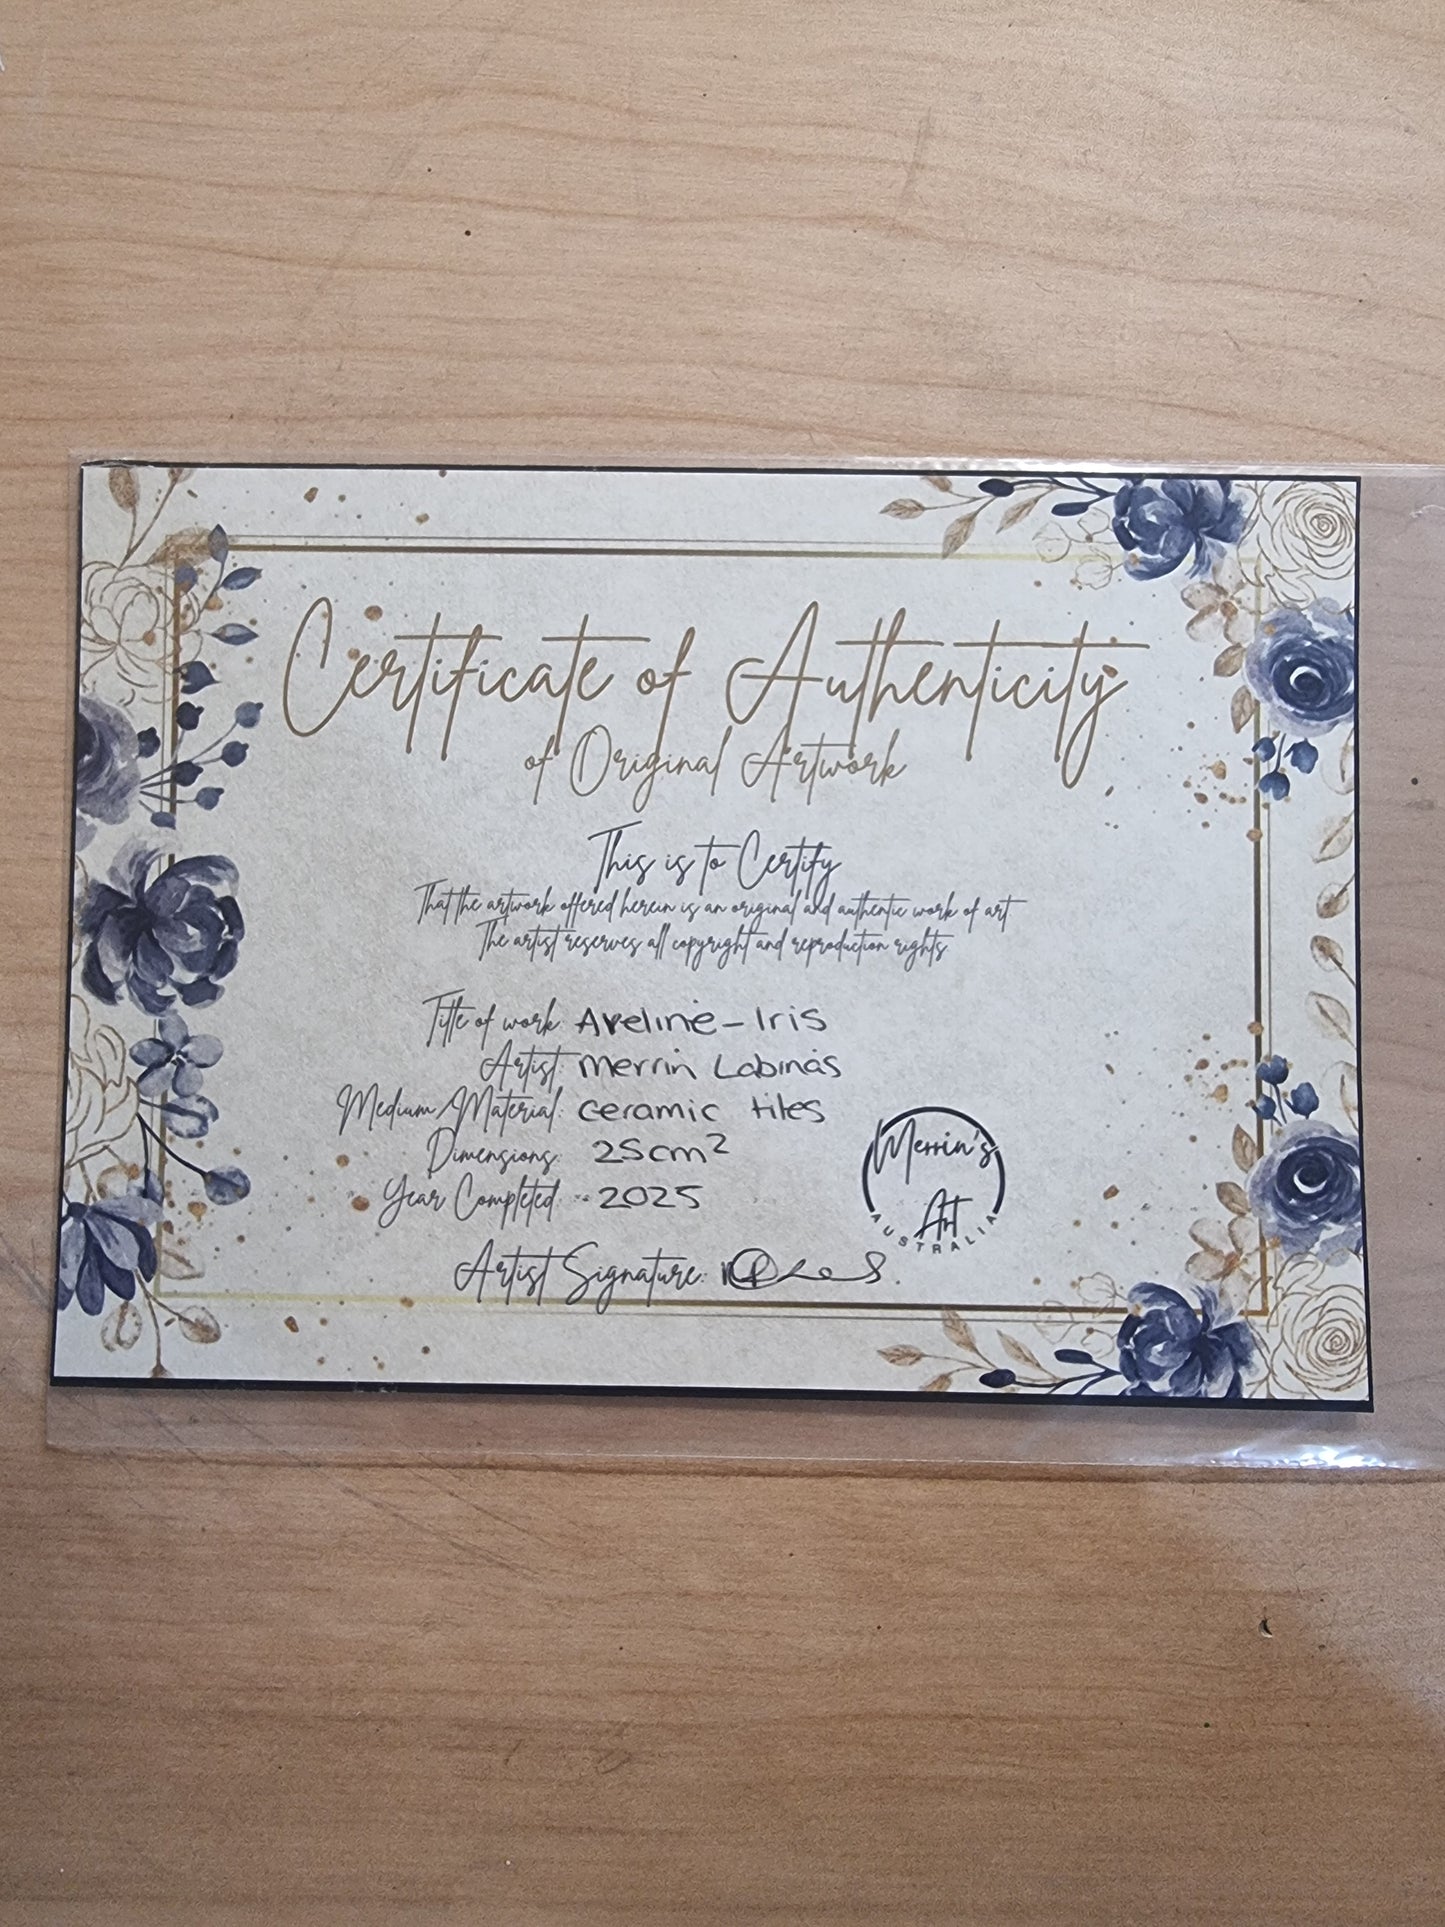 Certificate of Authenticity
of Original Artwork
This is to Certify
That the artwork offered herein is an original and authentic work of art
The artist reserves all copyright and reproduction rights
Title of work: Aveline - Iris
Artist: Merrin Labinas
Medium/Material: ceramic tiles
Dimensions: 25cm²
Year Completed: 2025
Merrin's
Art
AUSTRALIA
Artist Signature: